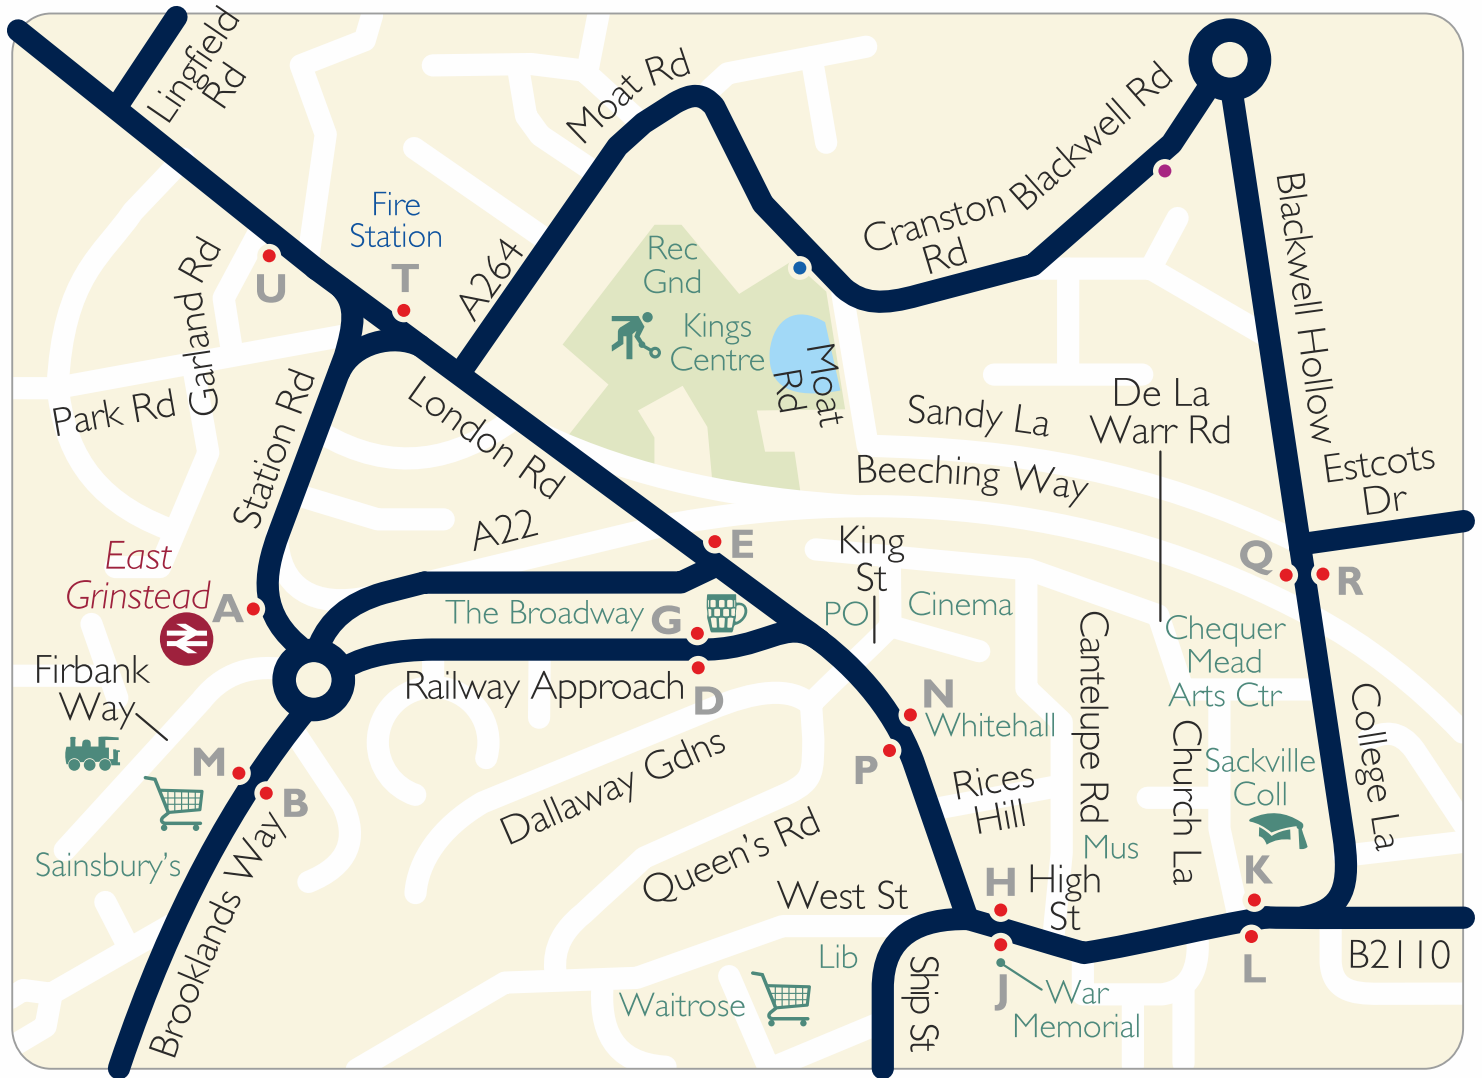 Lingfield
Rd
Moat Rd
Cranston Blackwell Rd
Rd
Fire
Station
T
U
A264
Rec
Gnd
Kings
Centre
Moat
Rd
Garland Rd
Park Rd
Station Rd
London Rd
Blackwell Hollow
De La
Warr Rd
Sandy La
Beeching Way
Estcots
Dr
A22
King
St
E
Q
R
East
Grinstead
A
The Broadway
G
PO
Cinema
Chequer
Mead
Arts Ctr
Cantelupe Rd
Firbank
Way
Railway Approach
D
N
Whitehall
P
College La
Church La
Sackville
Coll
M
B
Dallaway Gdns
Rices
Hill
Queen's Rd
Mus
Sainsbury's
Brooklands Way
West St
H
High
St
K
L
B2110
Lib
Ship St
J
War
Memorial
Waitrose